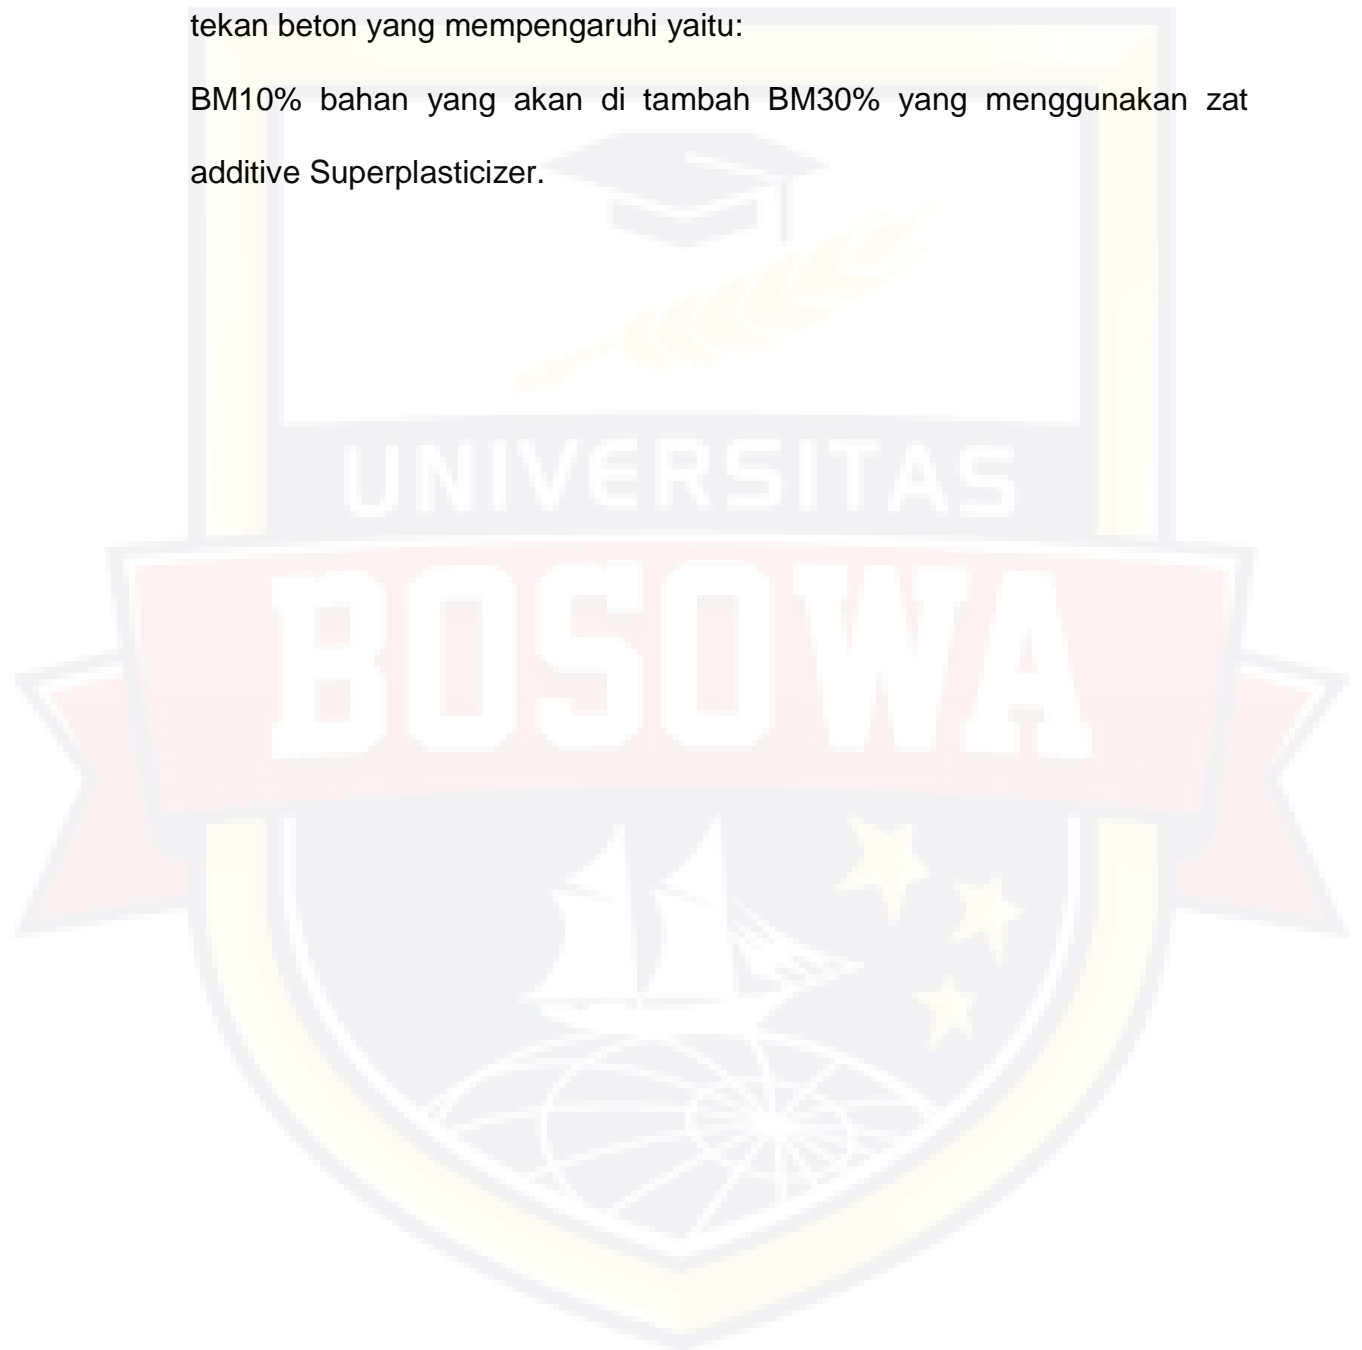 tekan beton yang mempengaruhi yaitu:
BM10% bahan yang akan di tambah BM30% yang menggunakan zat
additive Superplasticizer.
UNIVERSITAS
BOSOWA